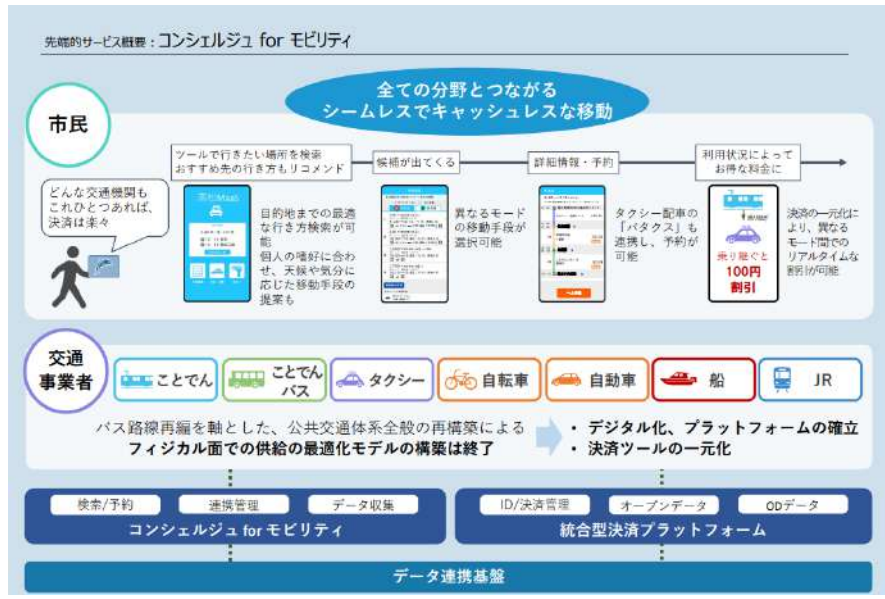 先端的サービス概要：コンシェルジュ for モビリティ
全ての分野とつながる
シームレスでキャッシュレスな移動
市民
ツールで行きたい場所を検索
おすすめ先の行き方もリコメンド
候補が出てくる
詳細情報・予約
利用状況によって
お得な料金に
どんな交通機関も
これひとつあれば、
決済は楽々
高松MaaS
目的地までの最適
な行き方検索が可
能
個人の嗜好に合わ
せ、天候や気分に
応じた移動手段の
提案も
異なるモード
の移動手段が
選択可能
タクシー配車の
「バタクス」も
連携し、予約が
可能
乗り継ぐと
100円
割引
決済の一元化
により、異なる
モード間での
リアルタイムな
割引が可能
交通
事業者
ことでん
ことでん
バス
タクシー
自転車
自動車
船
JR
バス路線再編を軸とした、公共交通体系全般の再構築による
フィジカル面での供給の最適化モデルの構築は終了
・ デジタル化、プラットフォームの確立
・ 決済ツールの一元化
検索/予約
連携管理
データ収集
コンシェルジュ for モビリティ
ID/決済管理
オープンデータ
ODデータ
統合型決済プラットフォーム
データ連携基盤